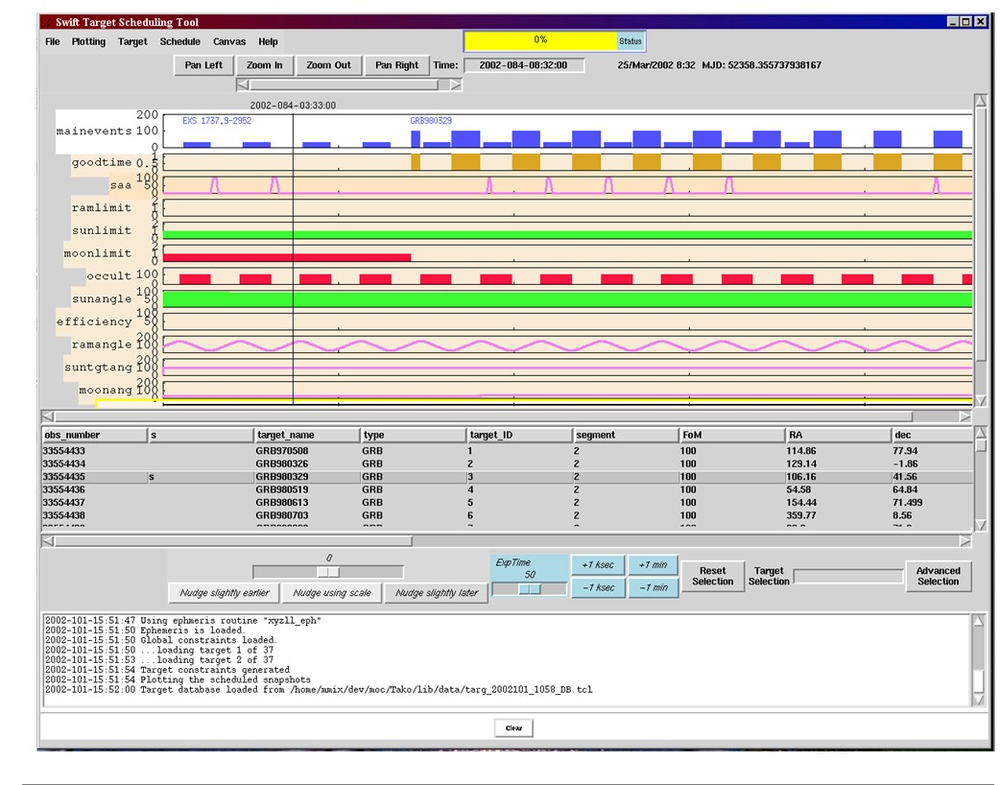 Swift Target Scheduling Tool
File Plotting Target Schedule Canvas Help
0% Status
Pan Left Zoom In Zoom Out Pan Right Time: 2002-084-08:32:00 25/Mar/2002 8:32 MJD: 52358.355737938167
2002-084-03:33:00
EXS 1737.9-2952 GRB980329
mainevents 200 100 0
goodtime 1 0.5 0
saa 100 50 0
ramlimit 2 1 0
sunlimit 2 1 0
moonlimit 2 1 0
occult 100 0
sunangle 100 50 0
efficiency 100 50 0
ramangle 200 100 0
suntgtang 200 100 0
moonang 200 100 0
obs_number s target_name type target_ID segment FoM RA dec
33554433 GRB970508 GRB 1 2 100 114.86 77.94
33554434 GRB980326 GRB 2 2 100 129.14 -1.86
33554435 s GRB980329 GRB 3 2 100 106.16 41.56
33554436 GRB980519 GRB 4 2 100 54.58 64.84
33554437 GRB980613 GRB 5 2 100 154.44 71.499
33554438 GRB980703 GRB 6 2 100 359.77 8.56
0 ExpTime 50 +1 ksec +1 min Reset Selection Target Selection Advanced Selection
Nudge slightly earlier Nudge using scale Nudge slightly later -1 ksec -1 min
2002-101-15:51:47 Using ephmeris routine "xyzll_eph"
2002-101-15:51:50 Ephemeris is loaded.
2002-101-15:51:50 Global constraints loaded.
2002-101-15:51:50 ...loading target 1 of 37
2002-101-15:51:53 ...loading target 2 of 37
2002-101-15:51:54 Target constraints generated
2002-101-15:51:54 Plotting the scheduled snapshots
2002-101-15:52:00 Target database loaded from /home/mmix/dev/moc/Tako/lib/data/targ_2002101_1058_DB.tcl
Clear